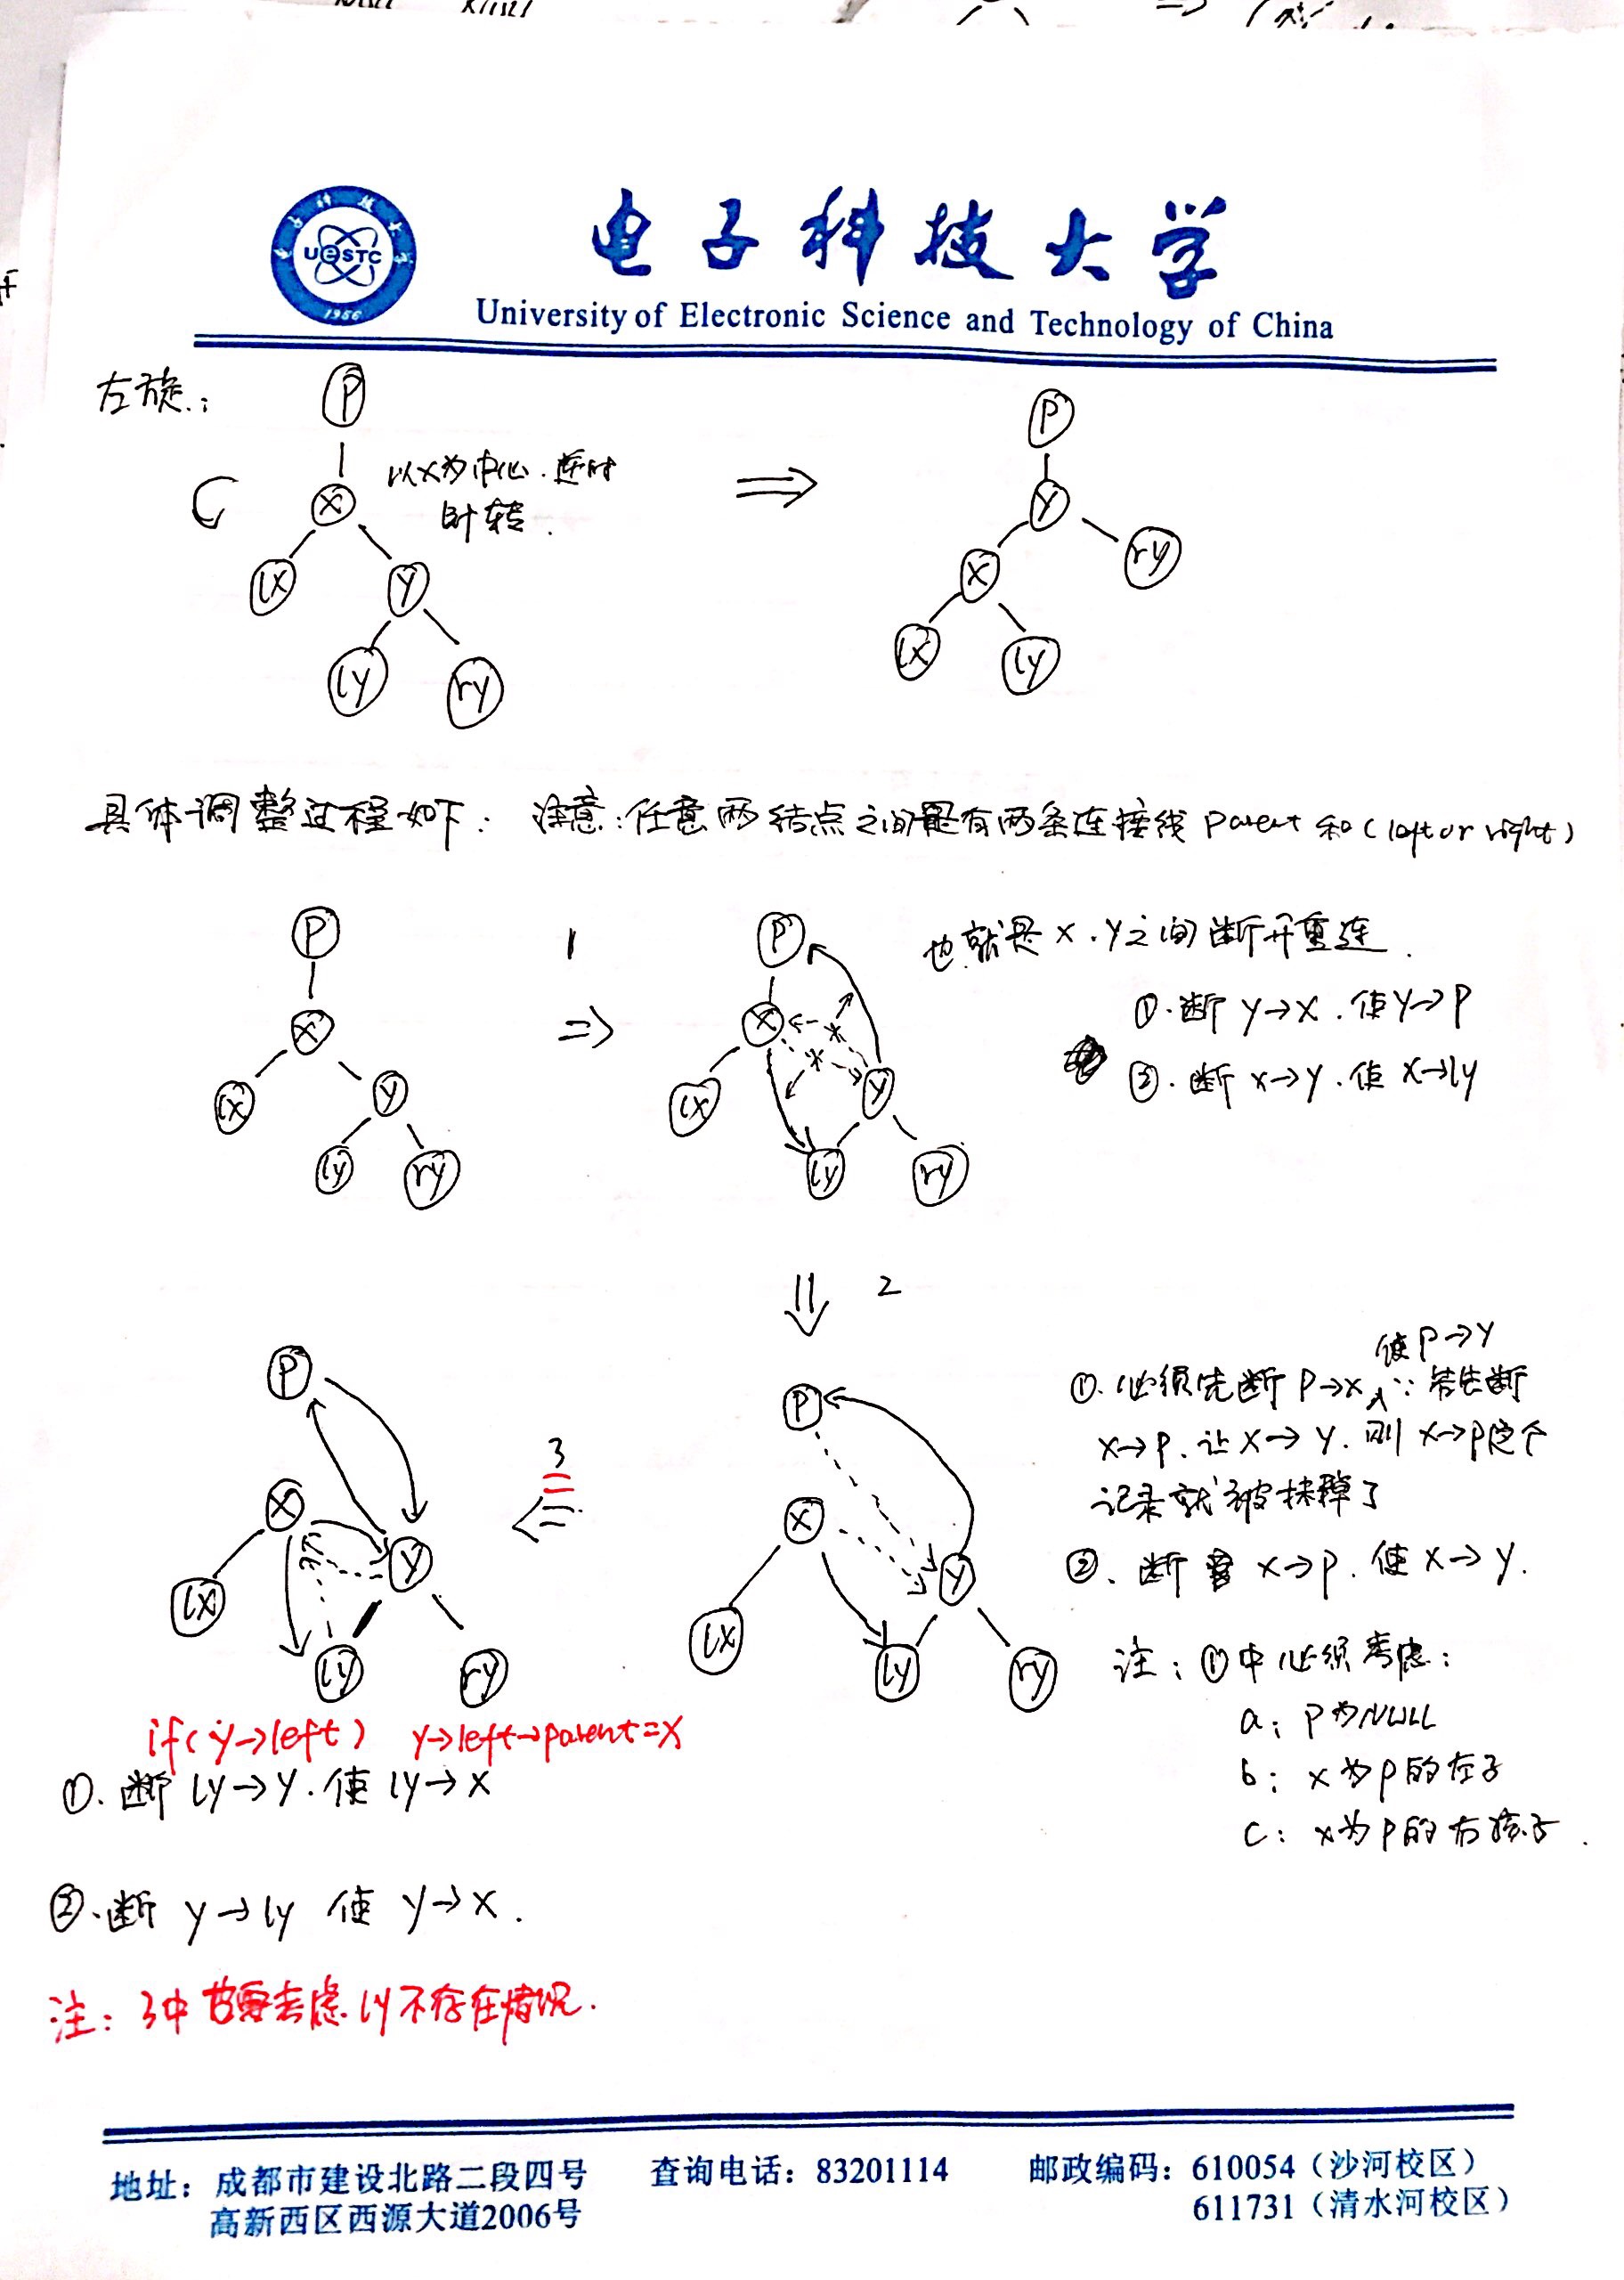 电子科技大学
UESTC
1956
University of Electronic Science and Technology of China
左旋:
P
以x为中心.逆时
针转.
X
lx
Y
ly
ry
⇒
P
Y
X
ry
lx
ly
具体调整过程如下: 注意:任意两结点之间是有两条连接线 parent 和(left or right)
P
X
lx
Y
ly
ry
1
⇒
P
X
lx
Y
ly
ry
也就是 x.y之间断开重连.
①.断 y→x.使y→P
②.断 x→y.使 x→ly
⇓ 2
P
X
lx
Y
ly
ry
使P→Y
①.必须先断 P→x ∵若先断
x→P.让x→y.则 x→P这个
记录就被抹掉了
②.断 x→p.使x→y.
注:①中必须考虑:
a: P为NULL
b: x为p的左子
c: x为p的右孩子.
3
⇐
P
X
lx
Y
ly
ry
if(y→left) y→left→parent=x
①.断 ly→y.使 ly→x
②.断 y→ly 使 y→x.
注:3中 考虑 ly不存在情况.
地址:成都市建设北路二段四号 查询电话:83201114 邮政编码:610054(沙河校区)
高新西区西源大道2006号 611731(清水河校区)